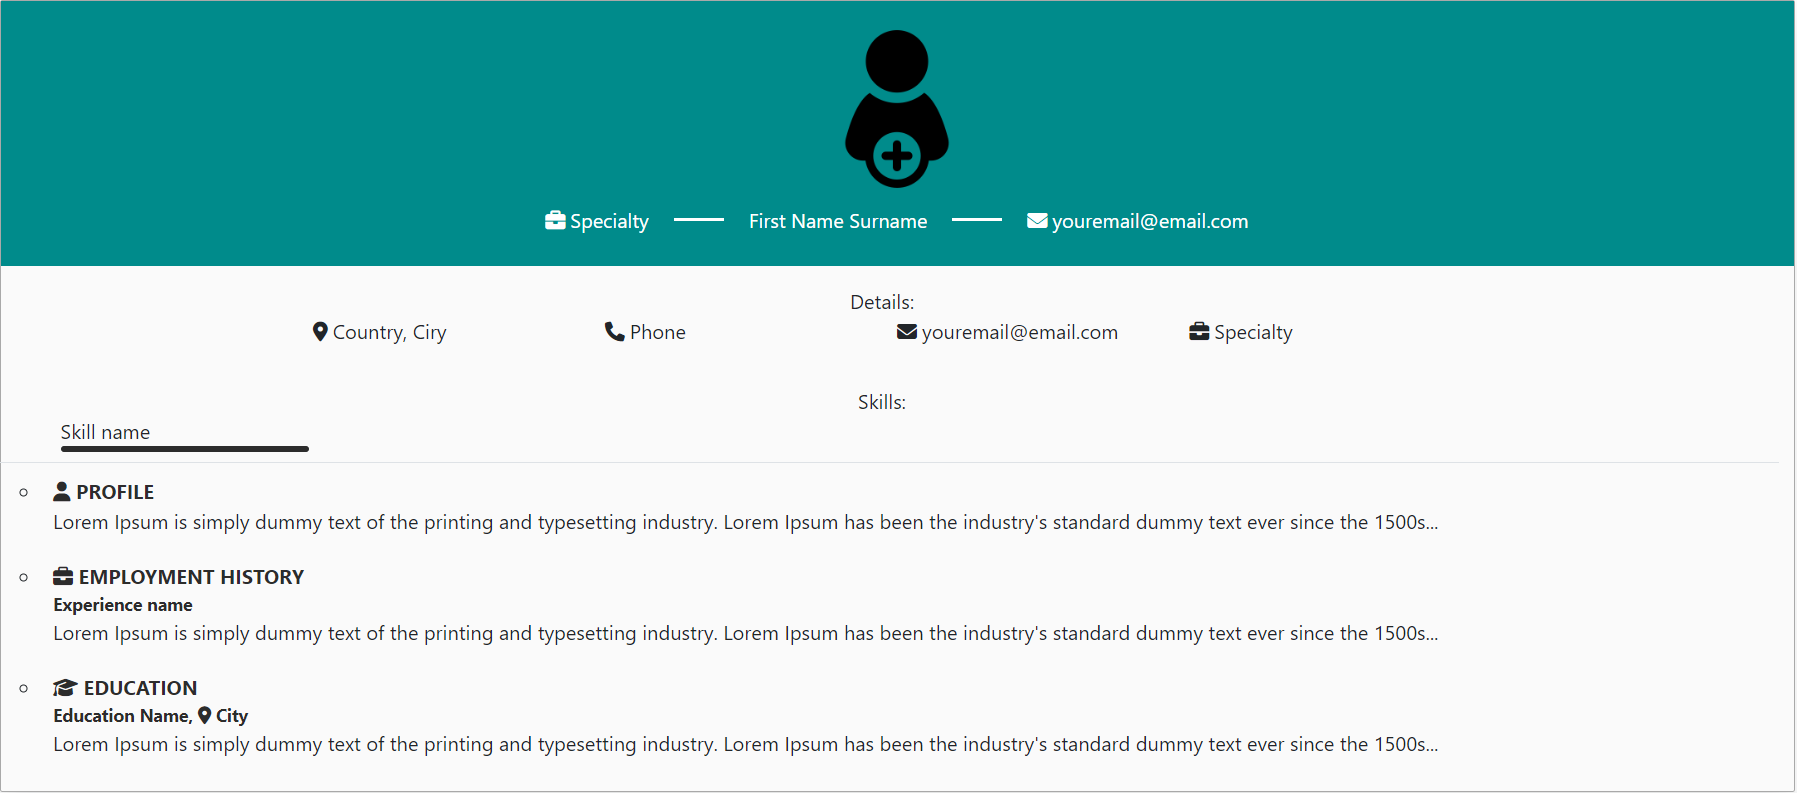 Specialty First Name Surname youremail@email.com
Details:
Country, Ciry Phone youremail@email.com Specialty
Skills:
Skill name
PROFILE
Lorem Ipsum is simply dummy text of the printing and typesetting industry. Lorem Ipsum has been the industry's standard dummy text ever since the 1500s...
EMPLOYMENT HISTORY
Experience name
Lorem Ipsum is simply dummy text of the printing and typesetting industry. Lorem Ipsum has been the industry's standard dummy text ever since the 1500s...
EDUCATION
Education Name, City
Lorem Ipsum is simply dummy text of the printing and typesetting industry. Lorem Ipsum has been the industry's standard dummy text ever since the 1500s...